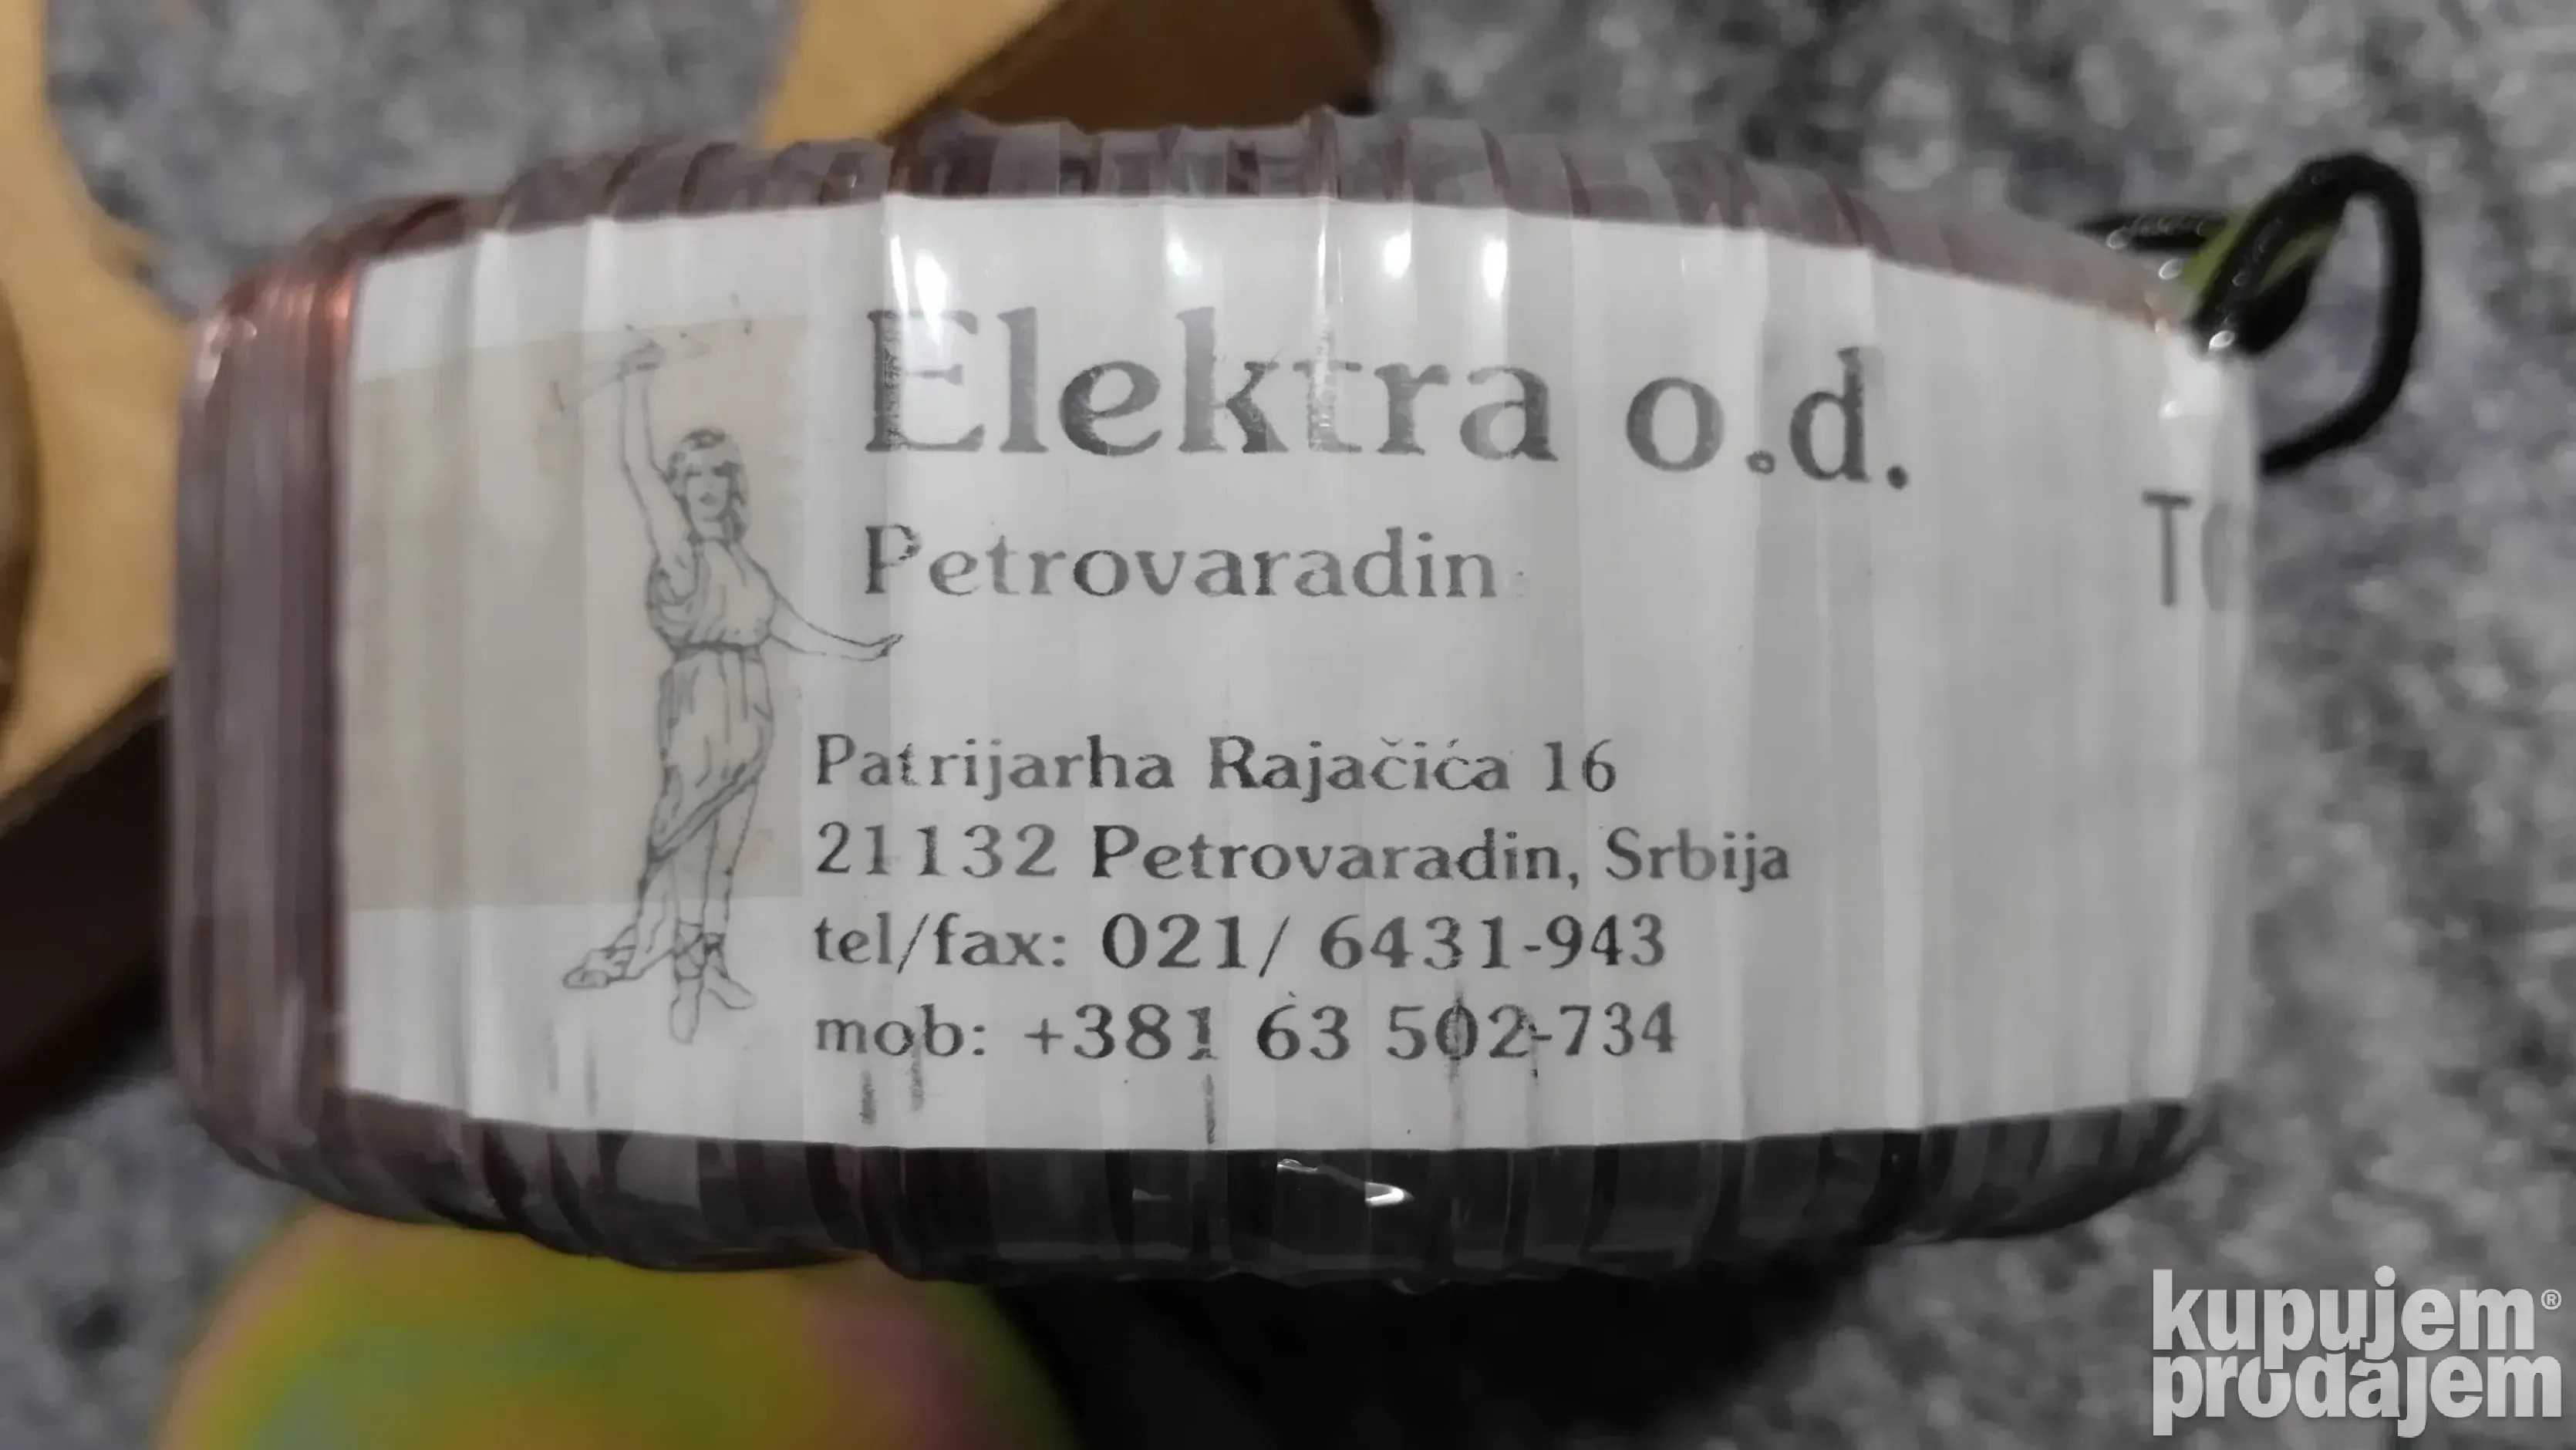 Elektra o.d.
Petrovaradin
Patrijarha Rajačića 16
21132 Petrovaradin, Srbija
tel/fax: 021/ 6431-943
mob: +381 63 502-734
kupujem®
prodajem